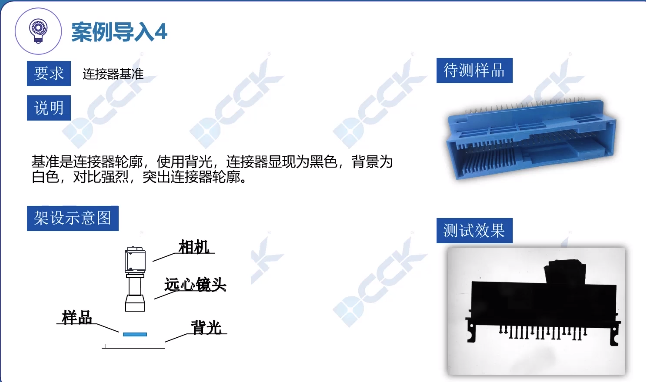 案例导入4
要求
连接器基准
待测样品
说明
基准是连接器轮廓，使用背光，连接器显现为黑色，背景为
白色，对比强烈，突出连接器轮廓。
架设示意图
测试效果
相机
远心镜头
样品
背光
DCCK
DCCK
DCCK
DCCK
DCCK